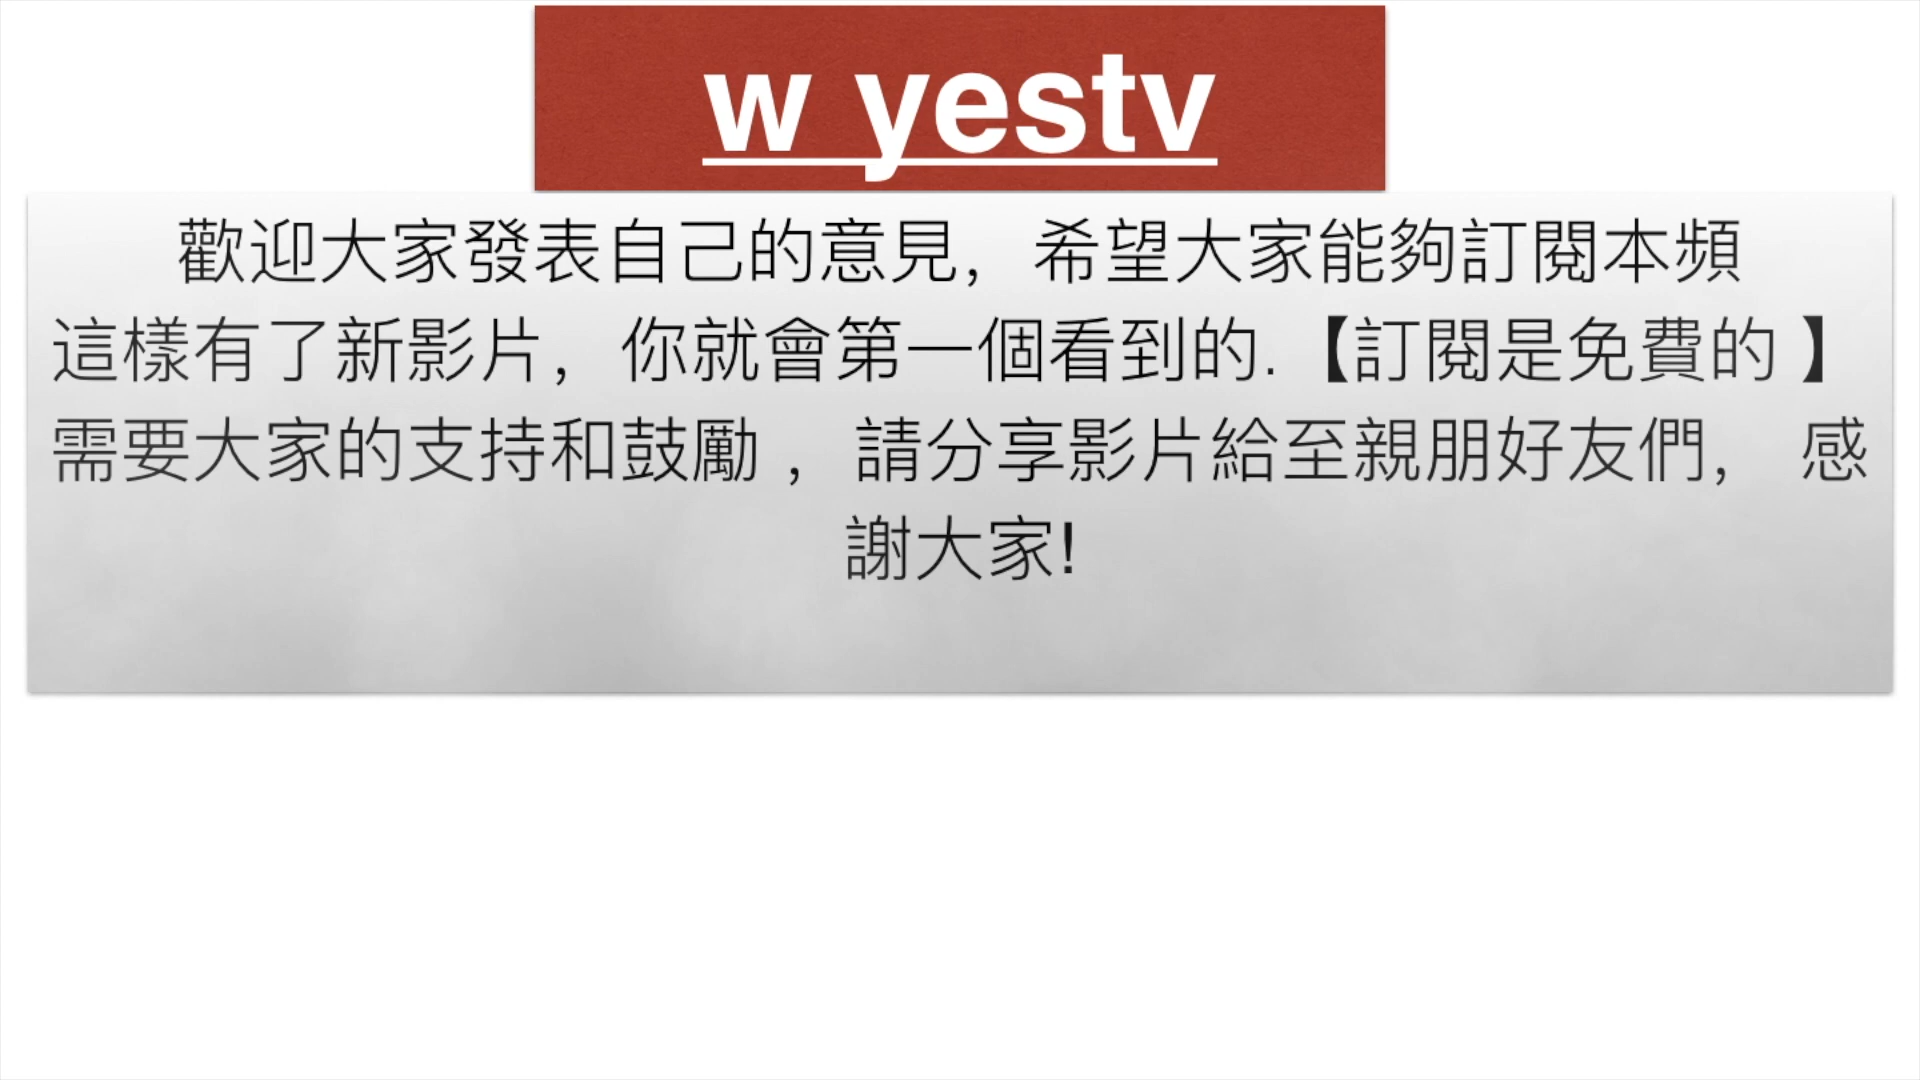 w yestv
歡迎大家發表自己的意見，希望大家能夠訂閱本頻
這樣有了新影片，你就會第一個看到的.【訂閱是免費的 】
需要大家的支持和鼓勵 ，請分享影片給至親朋好友們， 感
謝大家!